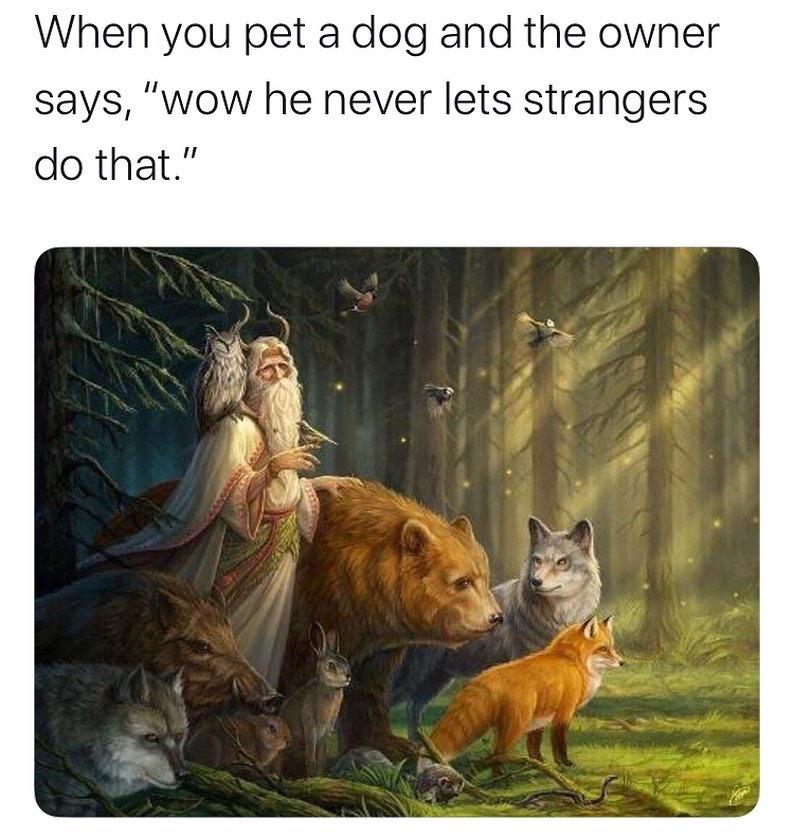 When you pet a dog and the owner
says, “wow he never lets strangers
do that.”